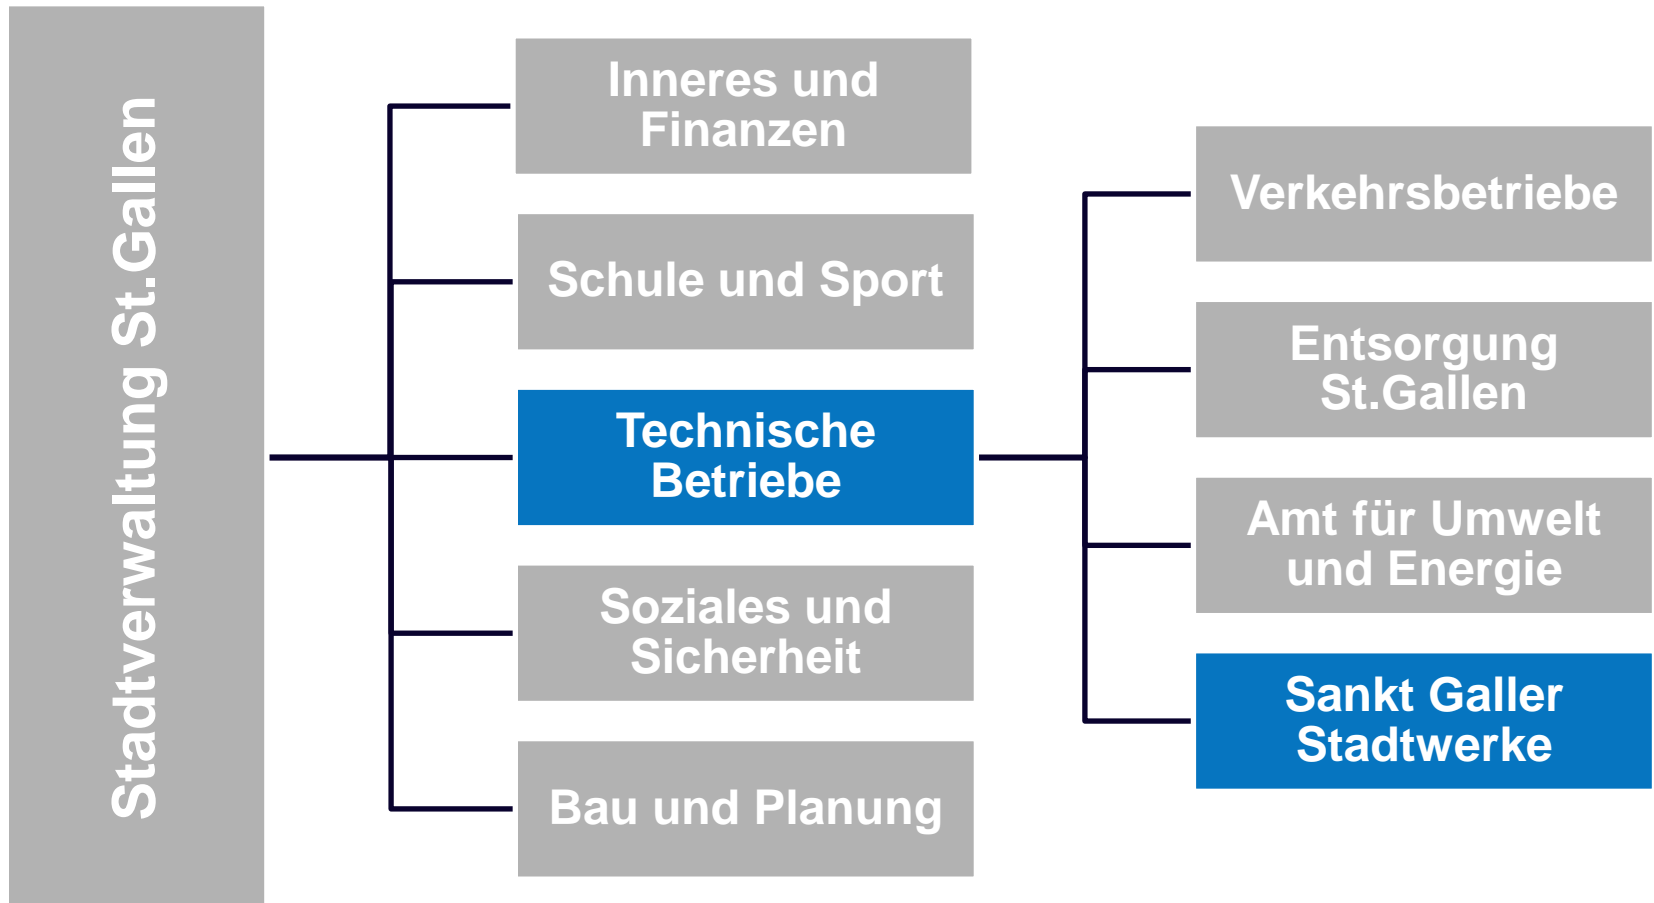 Stadtverwaltung St.Gallen
Inneres und
Finanzen
Schule und Sport
Technische
Betriebe
Soziales und
Sicherheit
Bau und Planung
Verkehrsbetriebe
Entsorgung
St.Gallen
Amt für Umwelt
und Energie
Sankt Galler
Stadtwerke